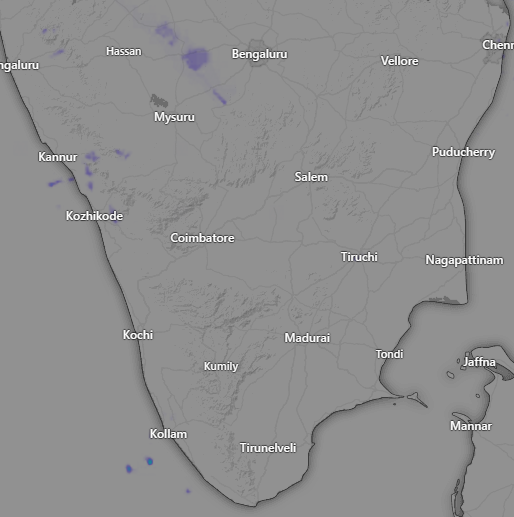 Hassan
Bengaluru
Chenn
ngaluru
Vellore
Mysuru
Kannur
Puducherry
Salem
Kozhikode
Coimbatore
Tiruchi
Nagapattinam
Kochi
Madurai
Tondi
Kumily
Jaffna
Kollam
Mannar
Tirunelveli